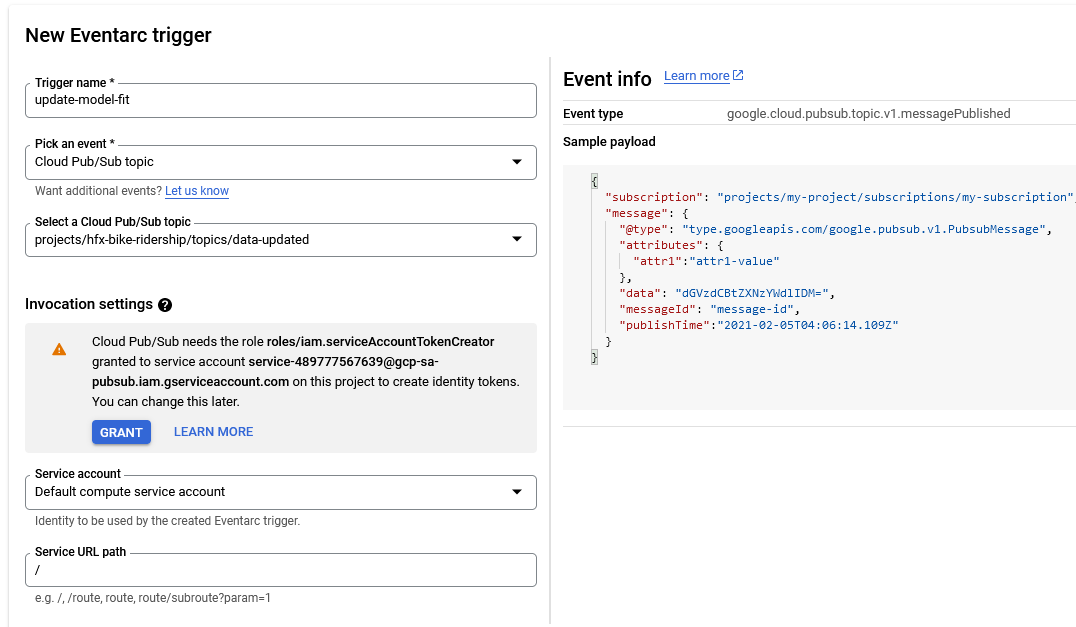 New Eventarc trigger
Trigger name *
update-model-fit
Pick an event *
Cloud Pub/Sub topic
Want additional events? Let us know
Select a Cloud Pub/Sub topic
projects/hfx-bike-ridership/topics/data-updated
Invocation settings
Cloud Pub/Sub needs the role roles/iam.serviceAccountTokenCreator
granted to service account service-489777567639@gcp-sa-
pubsub.iam.gserviceaccount.com on this project to create identity tokens.
You can change this later.
GRANT LEARN MORE
Service account
Default compute service account
Identity to be used by the created Eventarc trigger.
Service URL path
/
e.g. /, /route, route, route/subroute?param=1
Event info Learn more
Event type google.cloud.pubsub.topic.v1.messagePublished
Sample payload
{
"subscription": "projects/my-project/subscriptions/my-subscription",
"message": {
"@type": "type.googleapis.com/google.pubsub.v1.PubsubMessage",
"attributes": {
"attr1":"attr1-value"
},
"data": "dGVzdCBtZXNzYWdlIDM=",
"messageId": "message-id",
"publishTime":"2021-02-05T04:06:14.109Z"
}
}